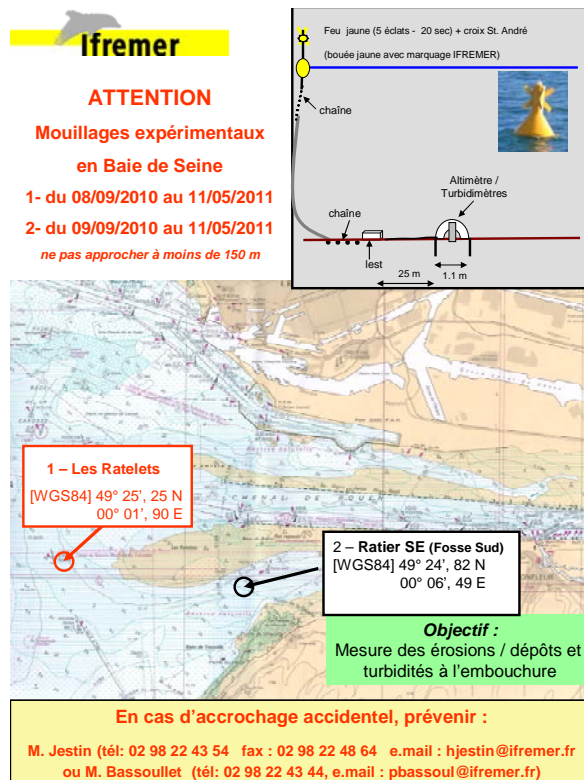 Ifremer
ATTENTION
Mouillages expérimentaux
en Baie de Seine
1- du 08/09/2010 au 11/05/2011
2- du 09/09/2010 au 11/05/2011
ne pas approcher à moins de 150 m
Feu jaune (5 éclats - 20 sec) + croix St. André
(bouée jaune avec marquage IFREMER)
chaîne
Altimètre /
Turbidimètres
chaîne
lest
25 m
1.1 m
1 – Les Ratelets
[WGS84] 49° 25', 25 N
00° 01', 90 E
CHENAL DE ROUEN
2 – Ratier SE (Fosse Sud)
[WGS84] 49° 24', 82 N
00° 06', 49 E
Objectif :
Mesure des érosions / dépôts et
turbidités à l'embouchure
En cas d'accrochage accidentel, prévenir :
M. Jestin (tél: 02 98 22 43 54 fax : 02 98 22 48 64 e.mail : hjestin@ifremer.fr
ou M. Bassoullet (tél: 02 98 22 43 44, e.mail : pbassoul@ifremer.fr)